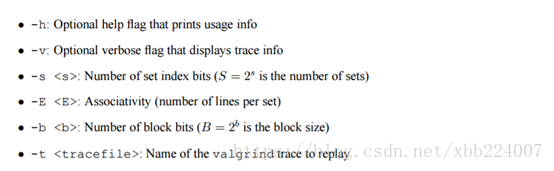 • -h: Optional help flag that prints usage info
• -v: Optional verbose flag that displays trace info
• -s <s>: Number of set index bits (S = 2^s is the number of sets)
• -E <E>: Associativity (number of lines per set)
• -b <b>: Number of block bits (B = 2^b is the block size)
• -t <tracefile>: Name of the valgrind trace to replay
https://blog.csdn.net/xbb224007